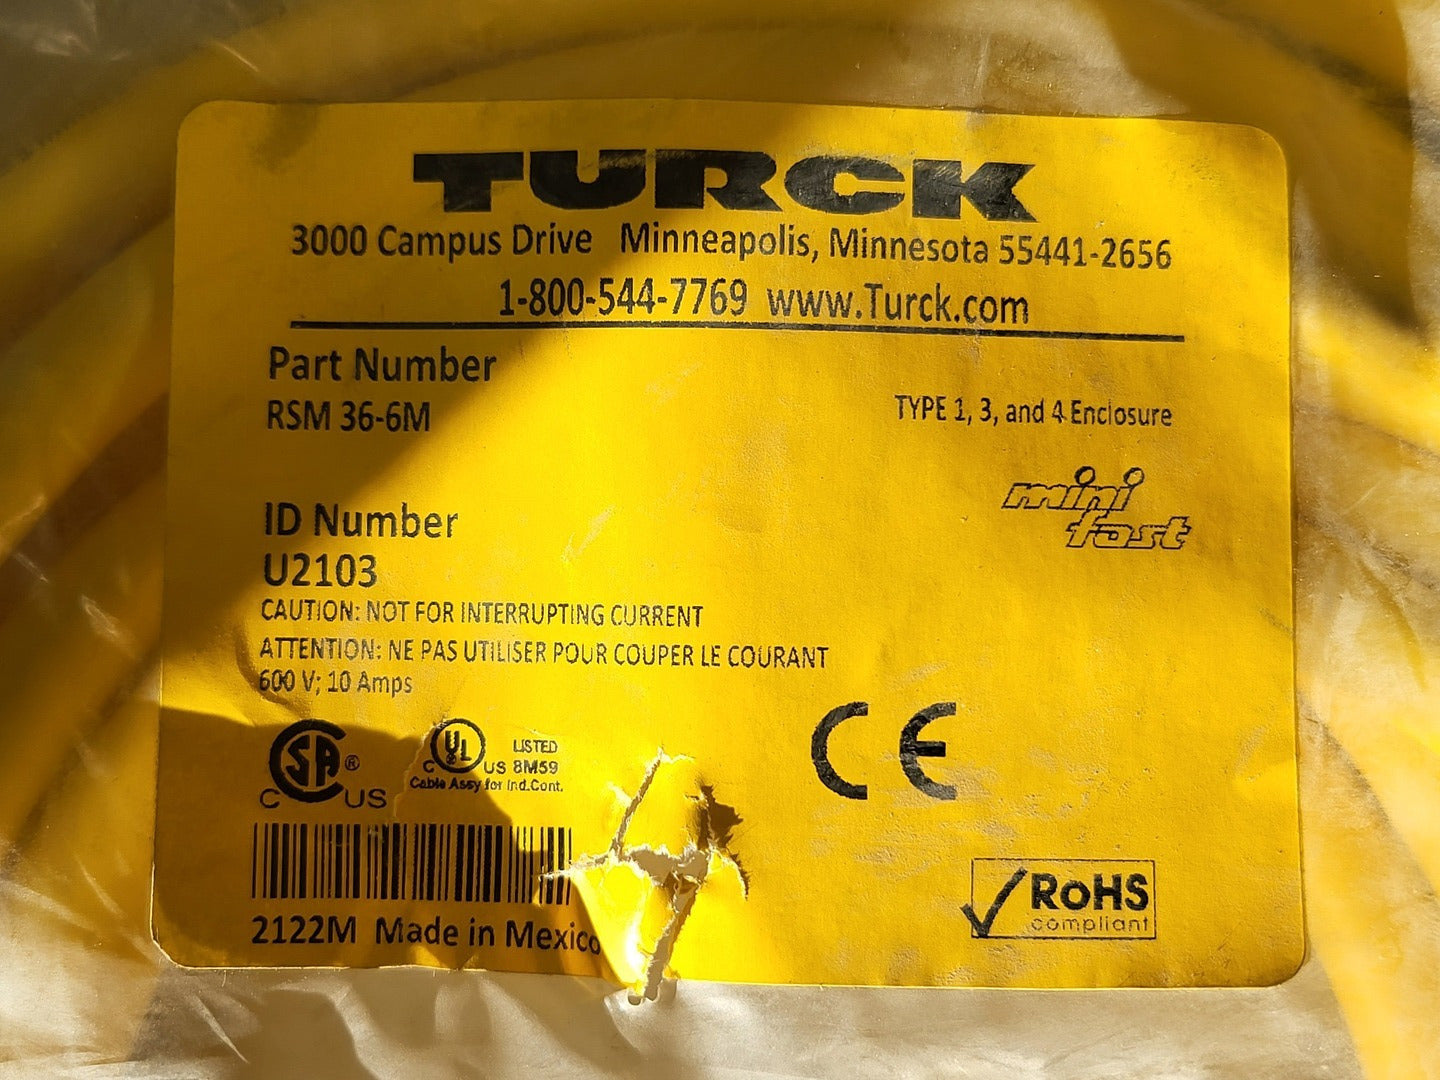 TURCK
3000 Campus Drive Minneapolis, Minnesota 55441-2656
1-800-544-7769 www.Turck.com
Part Number
RSM 36-6M
TYPE 1, 3, and 4 Enclosure
mini
fast
ID Number
U2103
CAUTION: NOT FOR INTERRUPTING CURRENT
ATTENTION: NE PAS UTILISER POUR COUPER LE COURANT
600 V; 10 Amps
CSA® C US
C UL® US LISTED
8M59
Cable Assy for Ind.Cont.
CE
2122M Made in Mexico
RoHS
compliant